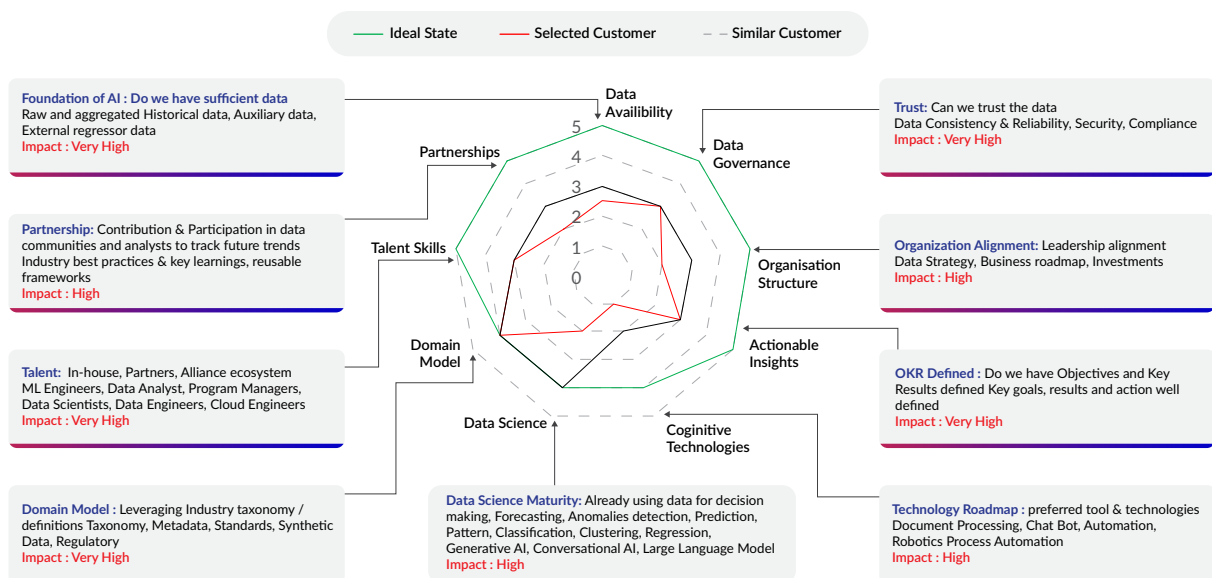 Ideal State
Selected Customer
Similar Customer
Foundation of AI : Do we have sufficient data
Raw and aggregated Historical data, Auxiliary data,
External regressor data
Impact : Very High
Partnership: Contribution & Participation in data
communities and analysts to track future trends
Industry best practices & key learnings, reusable
frameworks
Impact : High
Talent:  In-house, Partners, Alliance ecosystem
ML Engineers, Data Analyst, Program Managers,
Data Scientists, Data Engineers, Cloud Engineers
Impact : Very High
Domain Model : Leveraging Industry taxonomy /
definitions Taxonomy, Metadata, Standards, Synthetic
Data, Regulatory
Impact : Very High
Data
Availibility
Partnerships
Data
Governance
Talent Skills
Organisation
Structure
Domain
Model
Actionable
Insights
Data Science
Coginitive
Technologies
5
4
3
2
1
0
Data Science Maturity: Already using data for decision
making, Forecasting, Anomalies detection, Prediction,
Pattern, Classification, Clustering, Regression,
Generative AI, Conversational AI, Large Language Model
Impact : High
Trust: Can we trust the data
Data Consistency & Reliability, Security, Compliance
Impact : Very High
Organization Alignment: Leadership alignment
Data Strategy, Business roadmap, Investments
Impact : High
OKR Defined : Do we have Objectives and Key
Results defined Key goals, results and action well
defined
Impact : Very High
Technology Roadmap : preferred tool & technologies
Document Processing, Chat Bot, Automation,
Robotics Process Automation
Impact : High